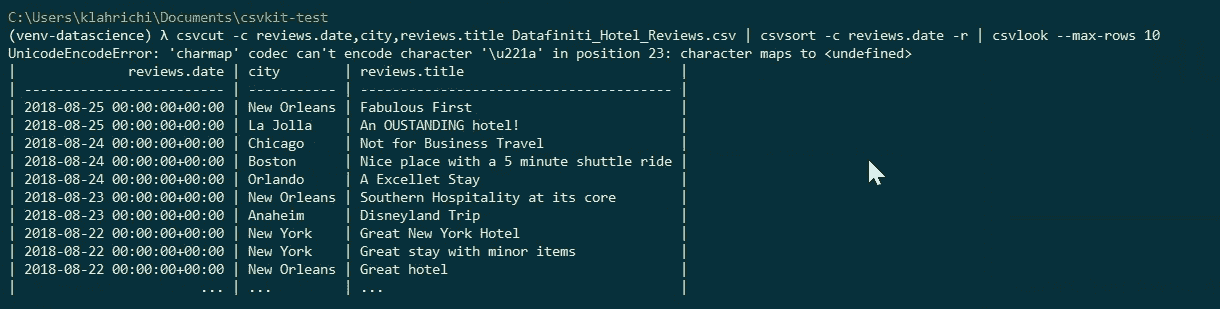 C:\Users\klahrichi\Documents\csvkit-test
(venv-datascience) λ csvcut -c reviews.date,city,reviews.title Datafiniti_Hotel_Reviews.csv | csvsort -c reviews.date -r | csvlook --max-rows 10
UnicodeEncodeError: 'charmap' codec can't encode character '\u221a' in position 23: character maps to <undefined>
|              reviews.date | city        | reviews.title                         |
| ------------------------- | ----------- | -------------------------------------- |
| 2018-08-25 00:00:00+00:00 | New Orleans | Fabulous First                         |
| 2018-08-25 00:00:00+00:00 | La Jolla    | An OUSTANDING hotel!                   |
| 2018-08-24 00:00:00+00:00 | Chicago     | Not for Business Travel                |
| 2018-08-24 00:00:00+00:00 | Boston      | Nice place with a 5 minute shuttle ride |
| 2018-08-24 00:00:00+00:00 | Orlando     | A Excellet Stay                        |
| 2018-08-23 00:00:00+00:00 | New Orleans | Southern Hospitality at its core       |
| 2018-08-23 00:00:00+00:00 | Anaheim     | Disneyland Trip                        |
| 2018-08-22 00:00:00+00:00 | New York    | Great New York Hotel                   |
| 2018-08-22 00:00:00+00:00 | New York    | Great stay with minor items            |
| 2018-08-22 00:00:00+00:00 | New Orleans | Great hotel                            |
|                       ... | ...         | ...                                    |